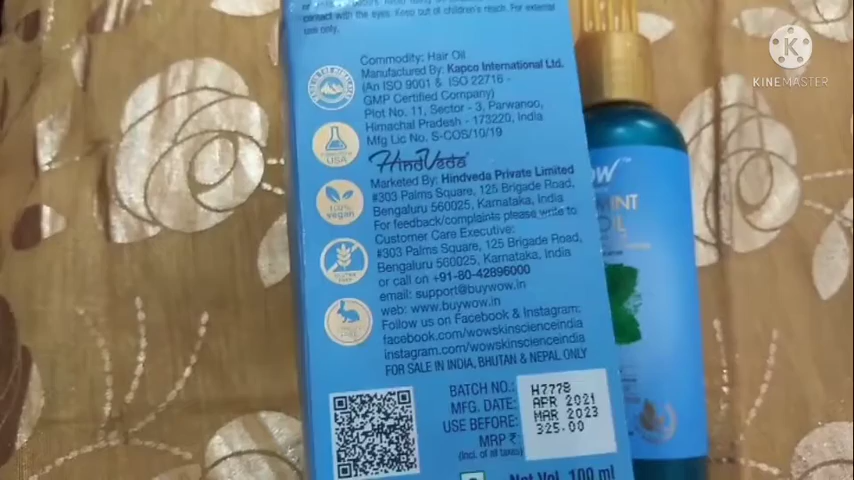 contact with the eyes. Keep out of children's reach. For external
use only.
Commodity: Hair Oil
Manufactured By: Kapco International Ltd.
(An ISO 9001 & ISO 22716 -
GMP Certified Company)
Plot No. 11, Sector - 3, Parwanoo,
Himachal Pradesh - 173220, India
Mfg Lic No. S-COS/10/19
HindVeda
Marketed By: Hindveda Private Limited
#303 Palms Square, 125 Brigade Road,
Bengaluru 560025, Karnataka, India
For feedback/complaints please write to
Customer Care Executive:
#303 Palms Square, 125 Brigade Road,
Bengaluru 560025, Karnataka, India
or call on +91-80-42896000
email: support@buywow.in
web: www.buywow.in
Follow us on Facebook & Instagram:
facebook.com/wowskinscienceindia
instagram.com/wowskinscienceindia
FOR SALE IN INDIA, BHUTAN & NEPAL ONLY
BATCH NO.: H7778
MFG. DATE: APR 2021
USE BEFORE: MAR 2023
MRP ₹: 325.00
(incl. of all taxes)
Net Vol. 100 ml
USA
100%
vegan
GLUTEN
FREE
KINEMASTER